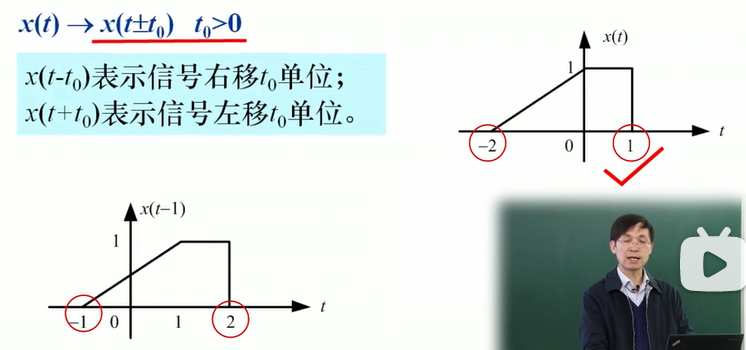 x(t) → x(t±t₀)   t₀>0
x(t-t₀)表示信号右移t₀单位；
x(t+t₀)表示信号左移t₀单位。
x(t)
1
t
−2
0
1
x(t−1)
1
t
−1
0
1
2